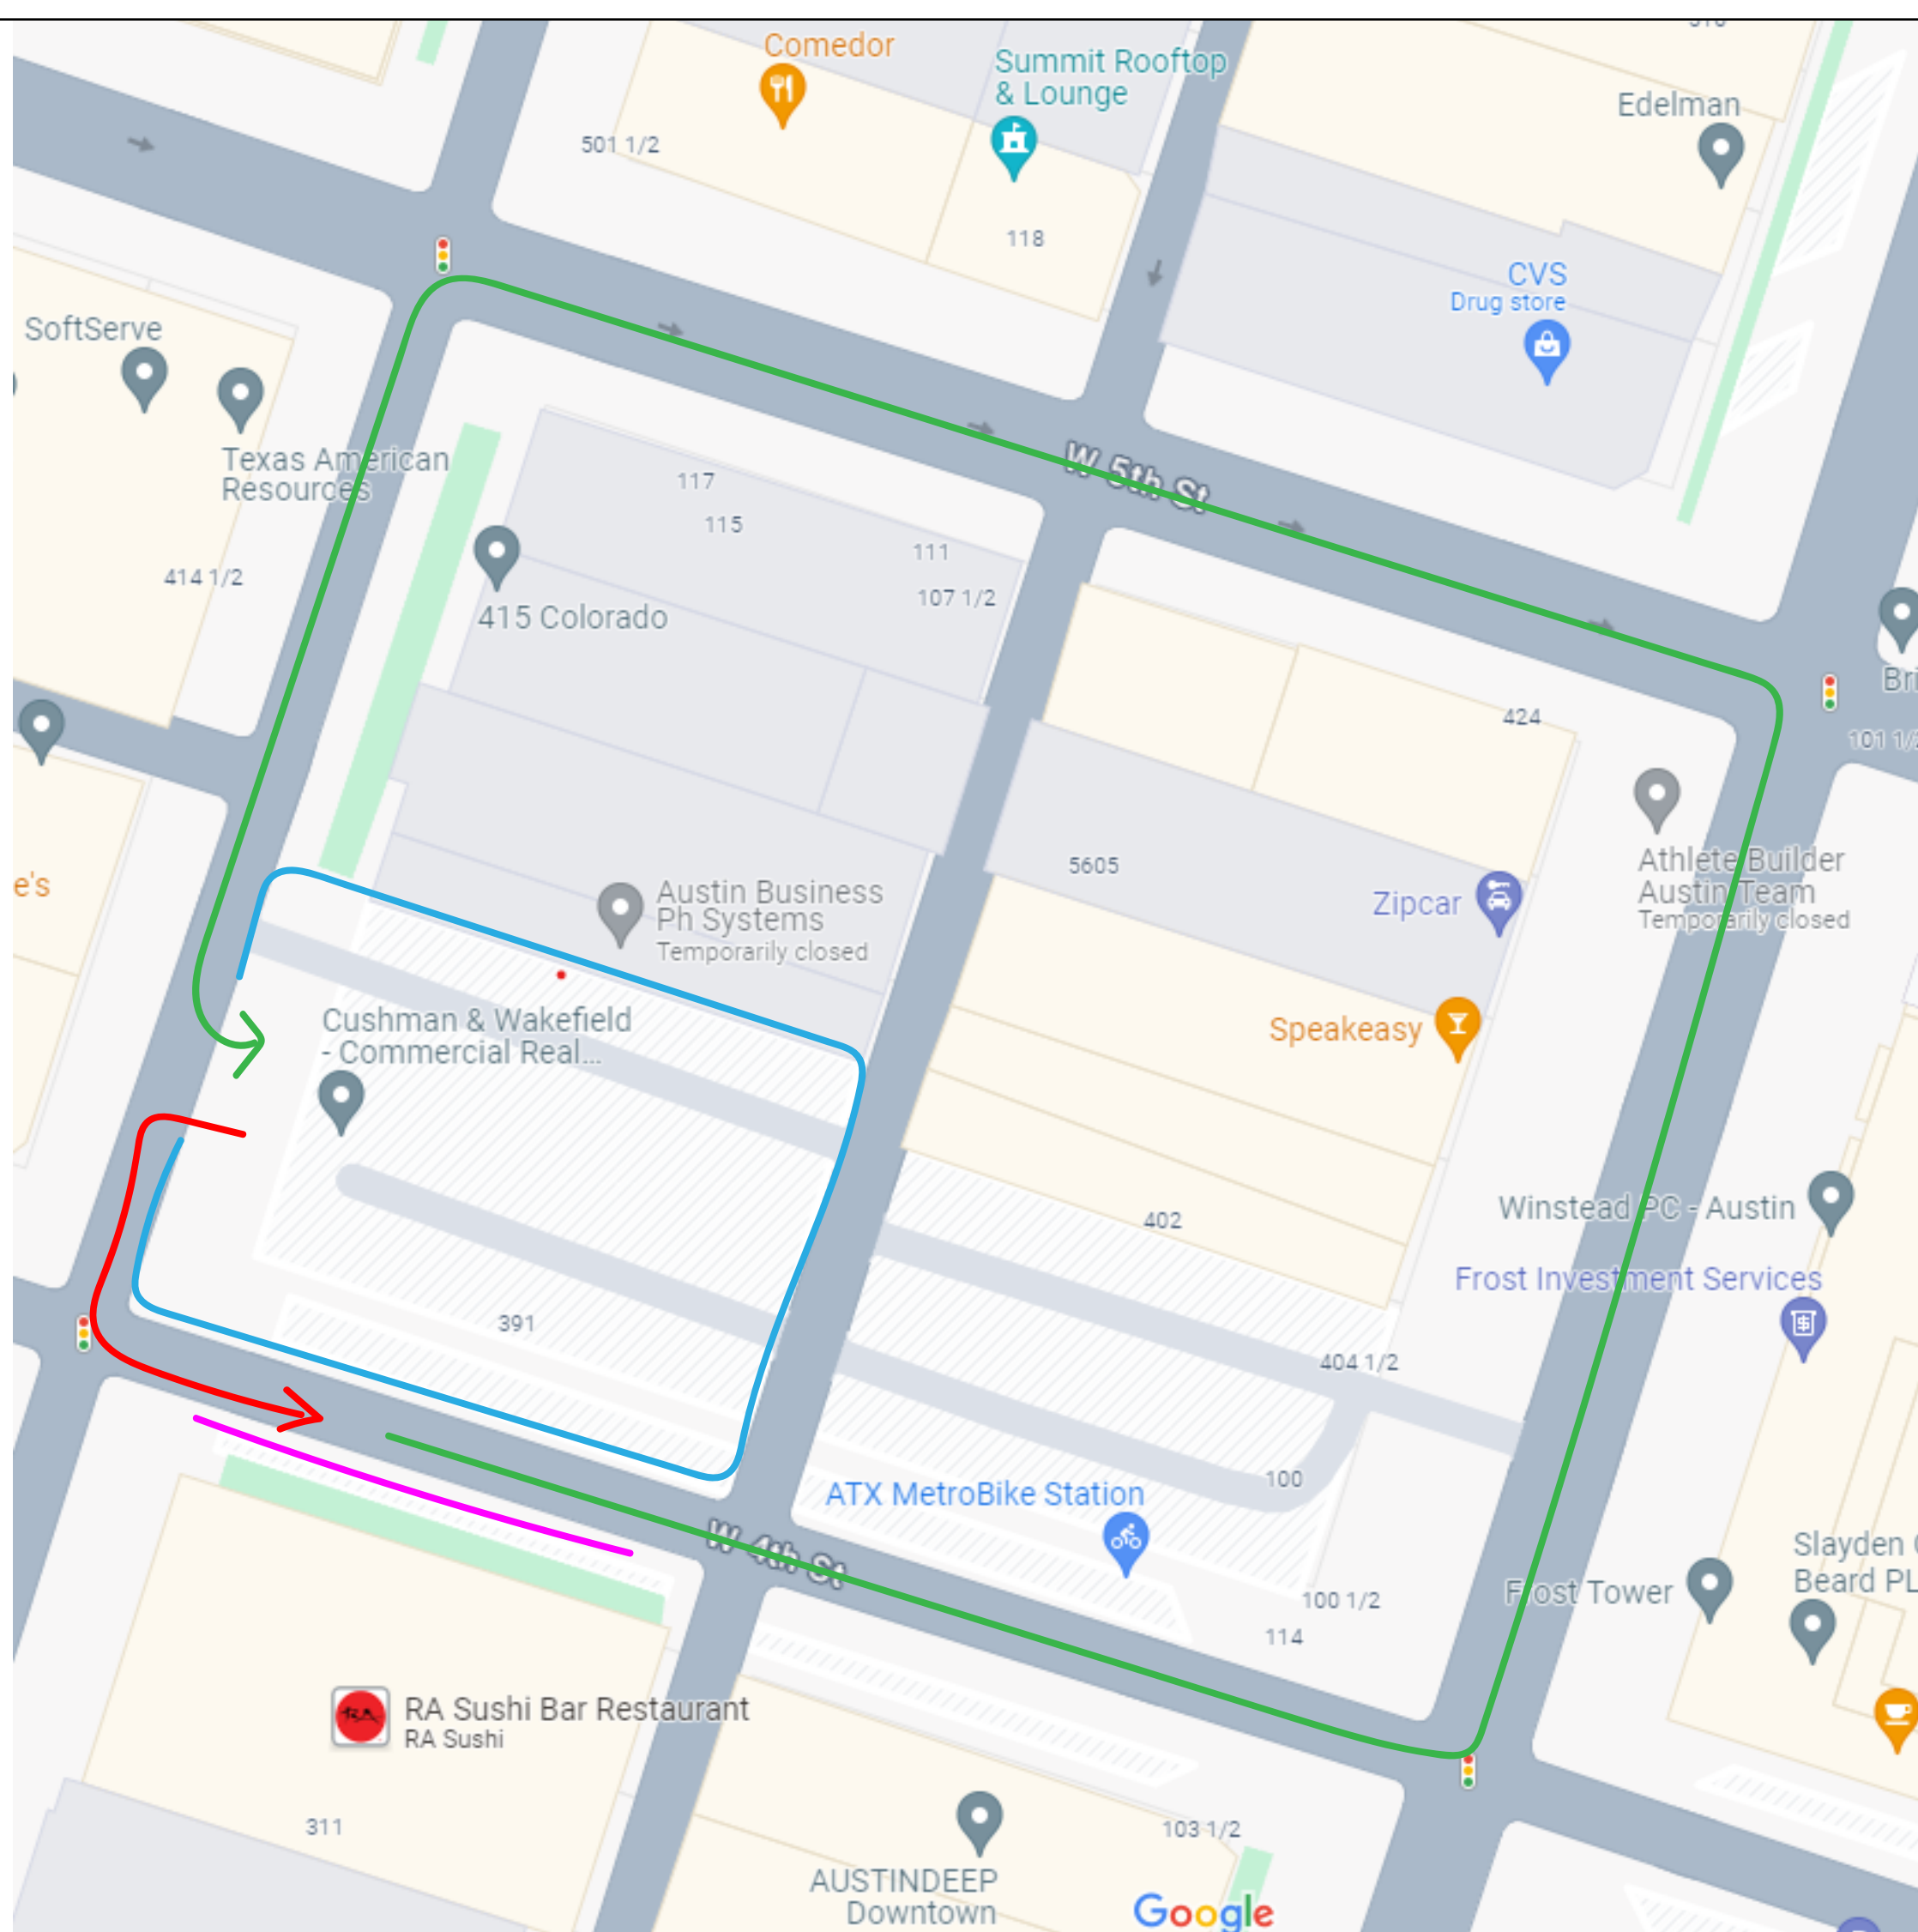 Comedor
Summit Rooftop
& Lounge
Edelman
501 1/2
118
CVS
Drug store
SoftServe
W 5th St
Texas American
Resources
117
115
111
107 1/2
414 1/2
415 Colorado
Bri
424
101 1/2
5605
Athlete Builder
Austin Team
Temporarily closed
e's
Austin Business
Ph Systems
Temporarily closed
Zipcar
Cushman & Wakefield
- Commercial Real...
Speakeasy
402
Winstead PC - Austin
Frost Investment Services
391
404 1/2
100
ATX MetroBike Station
W 4th St
Frost Tower
Slayden
Beard PL
100 1/2
114
RA Sushi Bar Restaurant
RA Sushi
RA
311
103 1/2
AUSTINDEEP
Downtown
Google